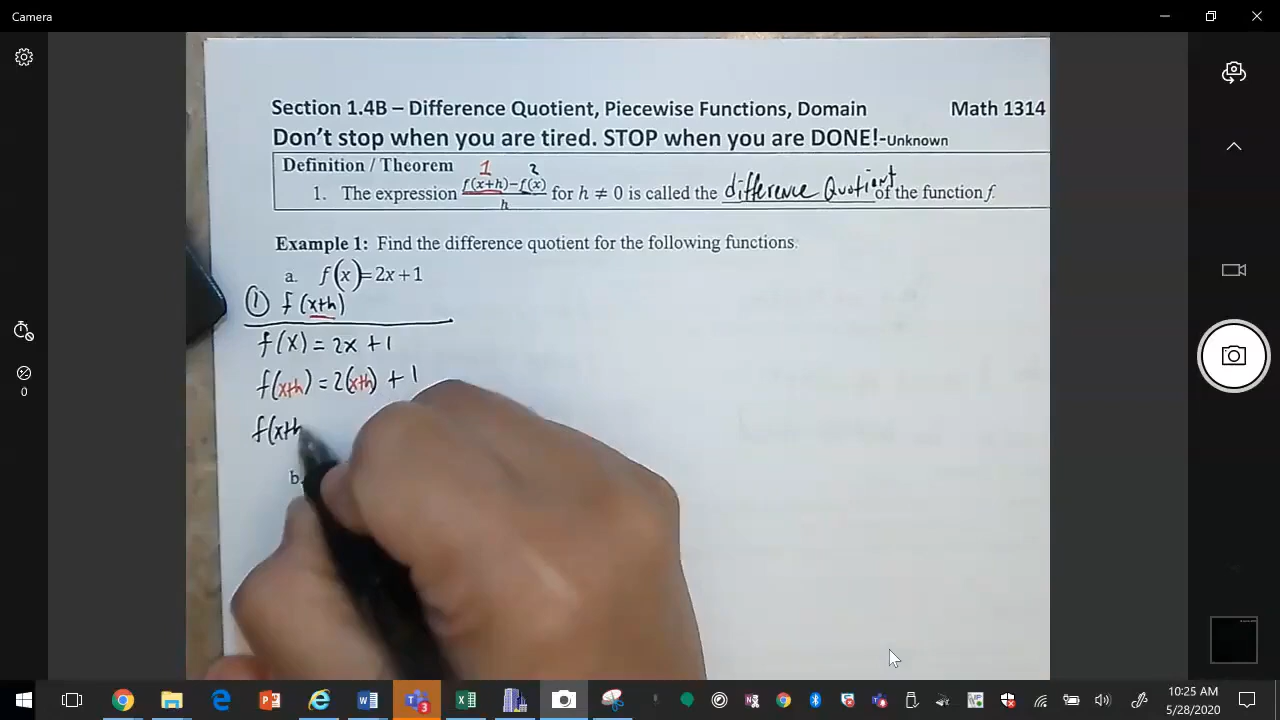 Camera
Section 1.4B – Difference Quotient, Piecewise Functions, Domain Math 1314
Don't stop when you are tired. STOP when you are DONE!-Unknown
Definition / Theorem 1 2
1. The expression f(x+h)−f(x)/h for h ≠ 0 is called the difference Quotient of the function f.
Example 1: Find the difference quotient for the following functions.
a. f(x)=2x+1
① f(x+h)
f(x) = 2x + 1
f(x+h) = 2(x+h) + 1
f(x+h
b.
0
3
10:25 AM
5/28/2020